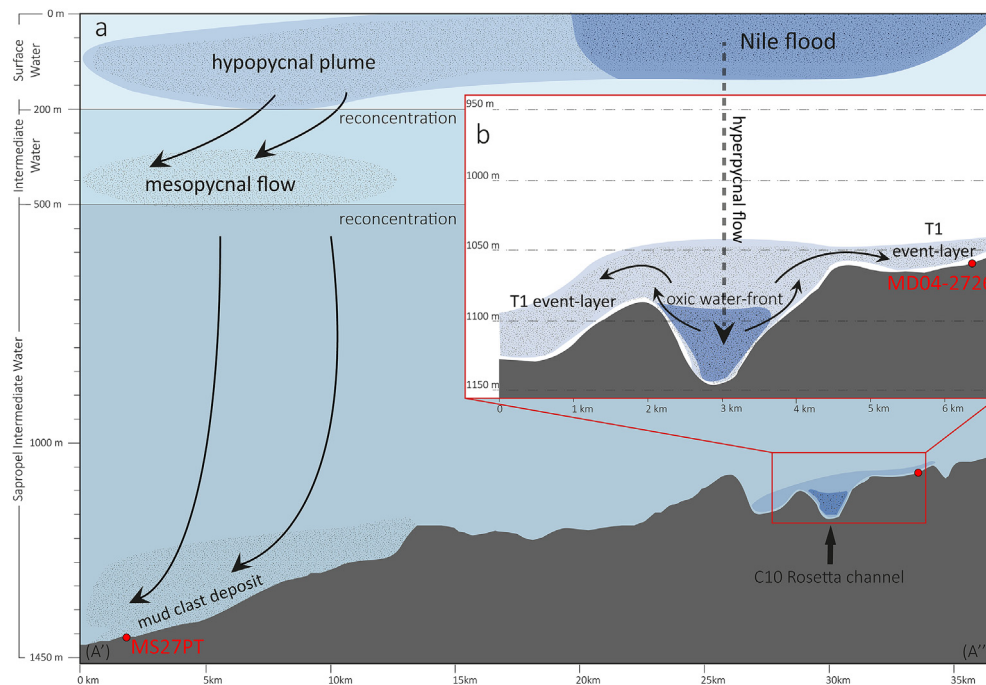 0 m
a
Nile flood
hypopycnal plume
Surface
Water
200 m
reconcentration
Intermediate
Water
mesopycnal flow
500 m
reconcentration
Sapropel Intermediate Water
1000 m
1450 m
mud clast deposit
MS27PT
(A')
(A'')
0 km
5km
10km
15km
20km
25km
30km
35km
C10 Rosetta channel
b
950 m
1000 m
1050 m
1100 m
1150 m
hyperpycnal flow
T1
event-layer
T1 event-layer
oxic water-front
0
1 km
2 km
3 km
4 km
5 km
6 km